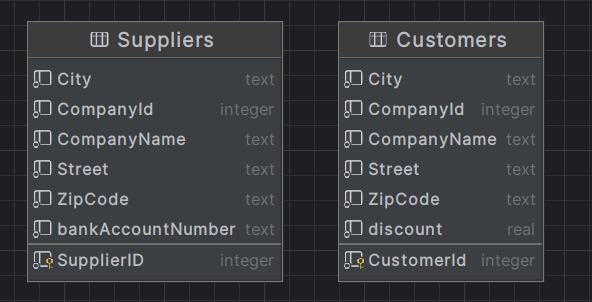 Suppliers
City text
CompanyId integer
CompanyName text
Street text
ZipCode text
bankAccountNumber text
SupplierID integer
Customers
City text
CompanyId integer
CompanyName text
Street text
ZipCode text
discount real
CustomerId integer